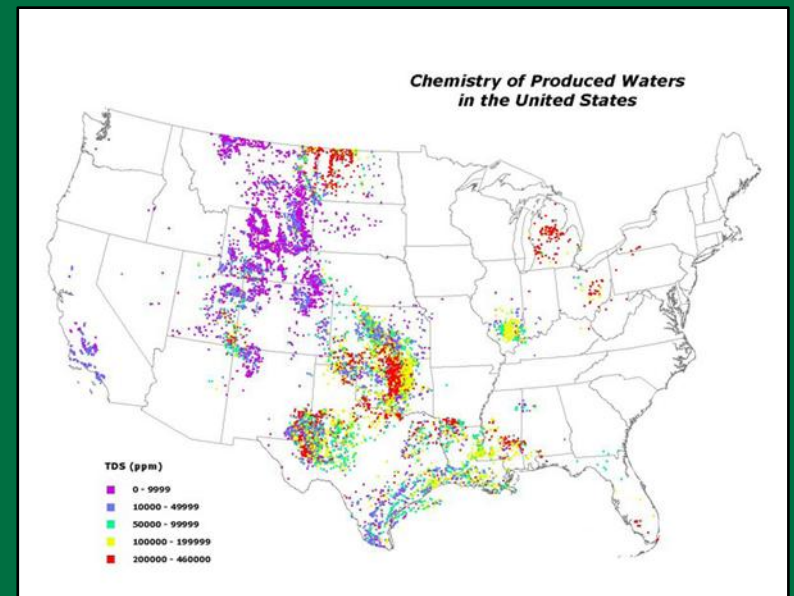 Chemistry of Produced Waters
in the United States
TDS (ppm)
0 - 9999
10000 - 49999
50000 - 99999
100000 - 199999
200000 - 460000